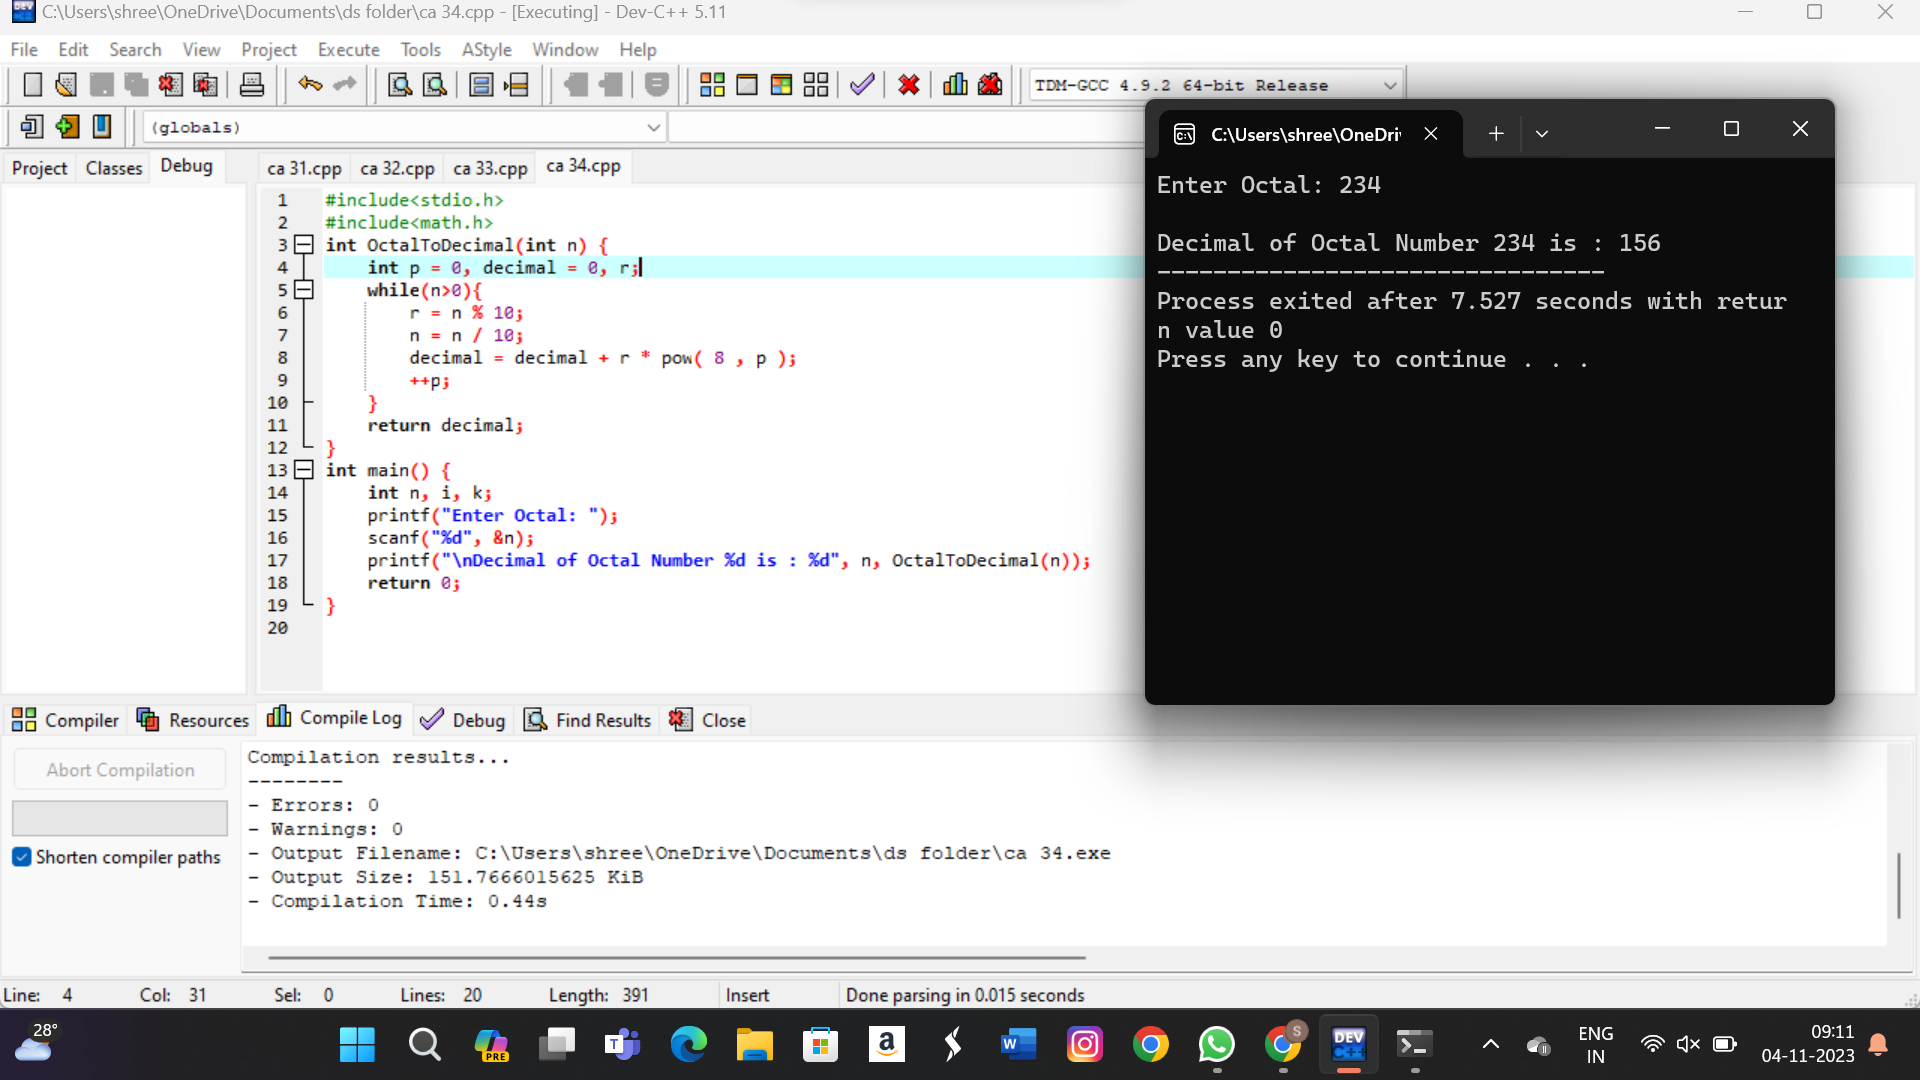 C:\Users\shree\OneDrive\Documents\ds folder\ca 34.cpp - [Executing] - Dev-C++ 5.11
File Edit Search View Project Execute Tools AStyle Window Help
TDM-GCC 4.9.2 64-bit Release
(globals)
Project Classes Debug
ca 31.cpp ca 32.cpp ca 33.cpp ca 34.cpp
1 #include<stdio.h>
2 #include<math.h>
3 int OctalToDecimal(int n) {
4 int p = 0, decimal = 0, r;
5 while(n>0){
6 r = n % 10;
7 n = n / 10;
8 decimal = decimal + r * pow( 8 , p );
9 ++p;
10 }
11 return decimal;
12 }
13 int main() {
14 int n, i, k;
15 printf("Enter Octal: ");
16 scanf("%d", &n);
17 printf("\nDecimal of Octal Number %d is : %d", n, OctalToDecimal(n));
18 return 0;
19 }
20
C:\Users\shree\OneDri
Enter Octal: 234
Decimal of Octal Number 234 is : 156
--------------------------------
Process exited after 7.527 seconds with retur
n value 0
Press any key to continue . . .
Compiler Resources Compile Log Debug Find Results Close
Abort Compilation
Shorten compiler paths
Compilation results...
--------
- Errors: 0
- Warnings: 0
- Output Filename: C:\Users\shree\OneDrive\Documents\ds folder\ca 34.exe
- Output Size: 151.7666015625 KiB
- Compilation Time: 0.44s
Line: 4 Col: 31 Sel: 0 Lines: 20 Length: 391 Insert Done parsing in 0.015 seconds
28°
PRE
DEV
C++
S
ENG
IN
09:11
04-11-2023